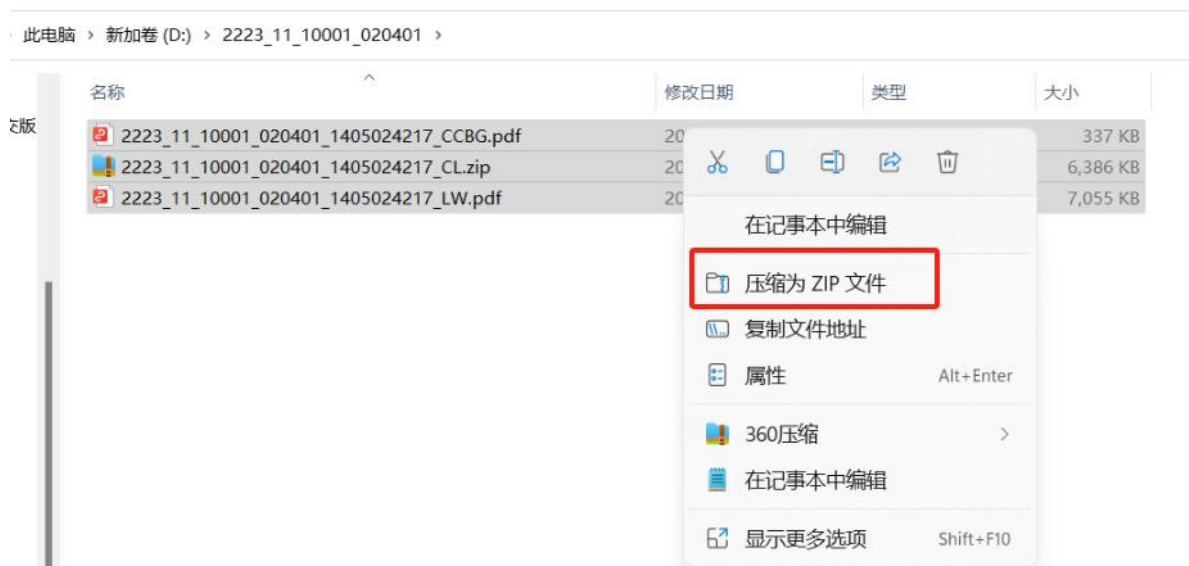 此电脑 › 新加卷 (D:) › 2223_11_10001_020401 ›
名称 修改日期 类型 大小
交版
2223_11_10001_020401_1405024217_CCBG.pdf 20 337 KB
2223_11_10001_020401_1405024217_CL.zip 20 6,386 KB
2223_11_10001_020401_1405024217_LW.pdf 20 7,055 KB
在记事本中编辑
压缩为 ZIP 文件
复制文件地址
属性 Alt+Enter
360压缩
在记事本中编辑
显示更多选项 Shift+F10